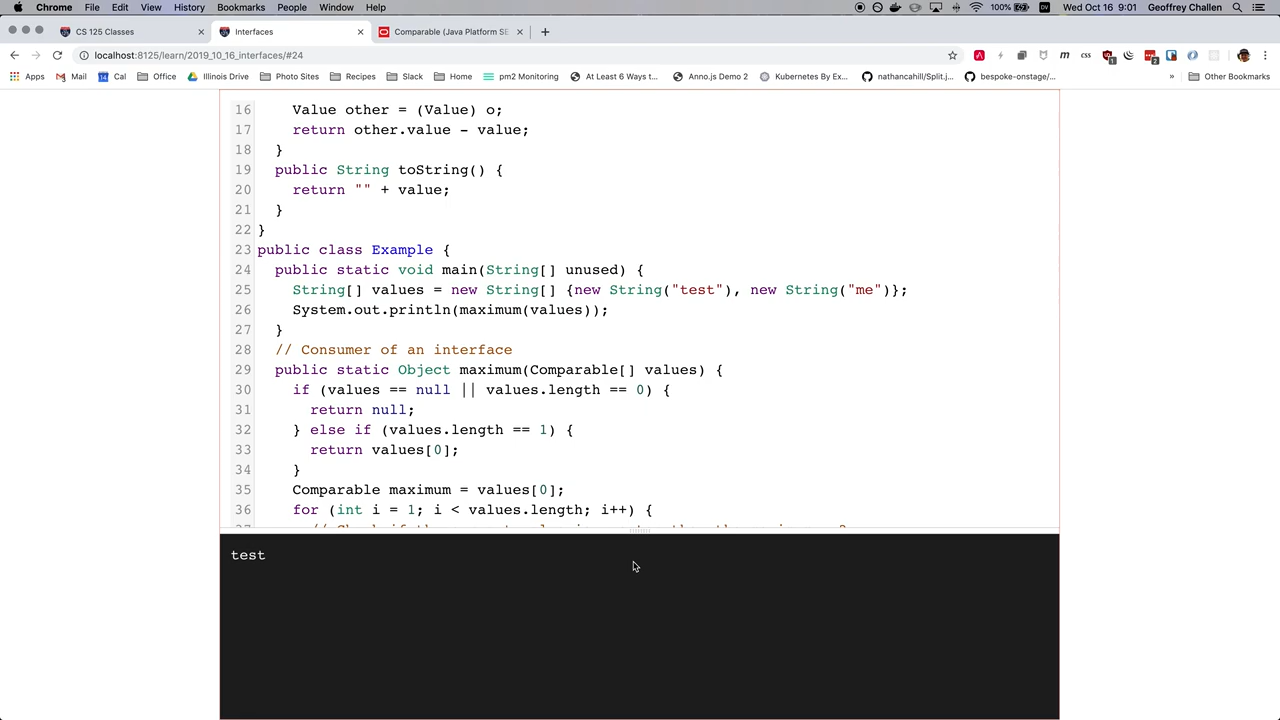 Chrome File Edit View History Bookmarks People Window Help 100% DV Wed Oct 16 9:01 Geoffrey Challen
CS 125 Classes Interfaces Comparable (Java Platform SE
localhost:8125/learn/2019_10_16_interfaces/#24
Apps Mail Cal Office Illinois Drive Photo Sites Recipes Slack Home pm2 Monitoring At Least 6 Ways t... Anno.js Demo 2 Kubernetes By Ex... nathancahill/Split.j... bespoke-onstage/... » Other Bookmarks
16 Value other = (Value) o;
17 return other.value - value;
18 }
19 public String toString() {
20 return "" + value;
21 }
22 }
23 public class Example {
24 public static void main(String[] unused) {
25 String[] values = new String[] {new String("test"), new String("me")};
26 System.out.println(maximum(values));
27 }
28 // Consumer of an interface
29 public static Object maximum(Comparable[] values) {
30 if (values == null || values.length == 0) {
31 return null;
32 } else if (values.length == 1) {
33 return values[0];
34 }
35 Comparable maximum = values[0];
36 for (int i = 1; i < values.length; i++) {
test